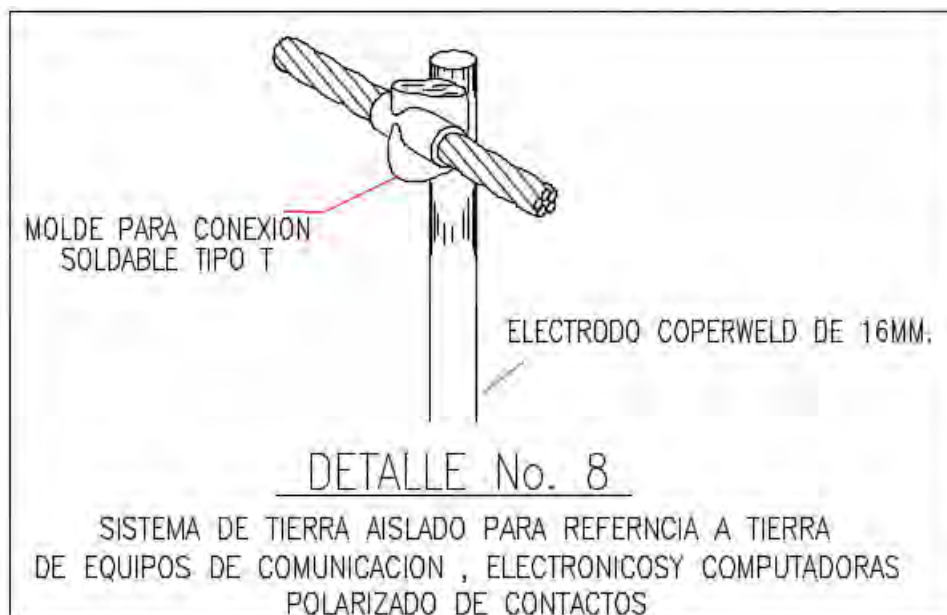 MOLDE PARA CONEXION
SOLDABLE TIPO T
ELECTRODO COPERWELD DE 16MM.
DETALLE No. 8
SISTEMA DE TIERRA AISLADO PARA REFERNCIA A TIERRA
DE EQUIPOS DE COMUNICACION , ELECTRONICOSY COMPUTADORAS
POLARIZADO DE CONTACTOS